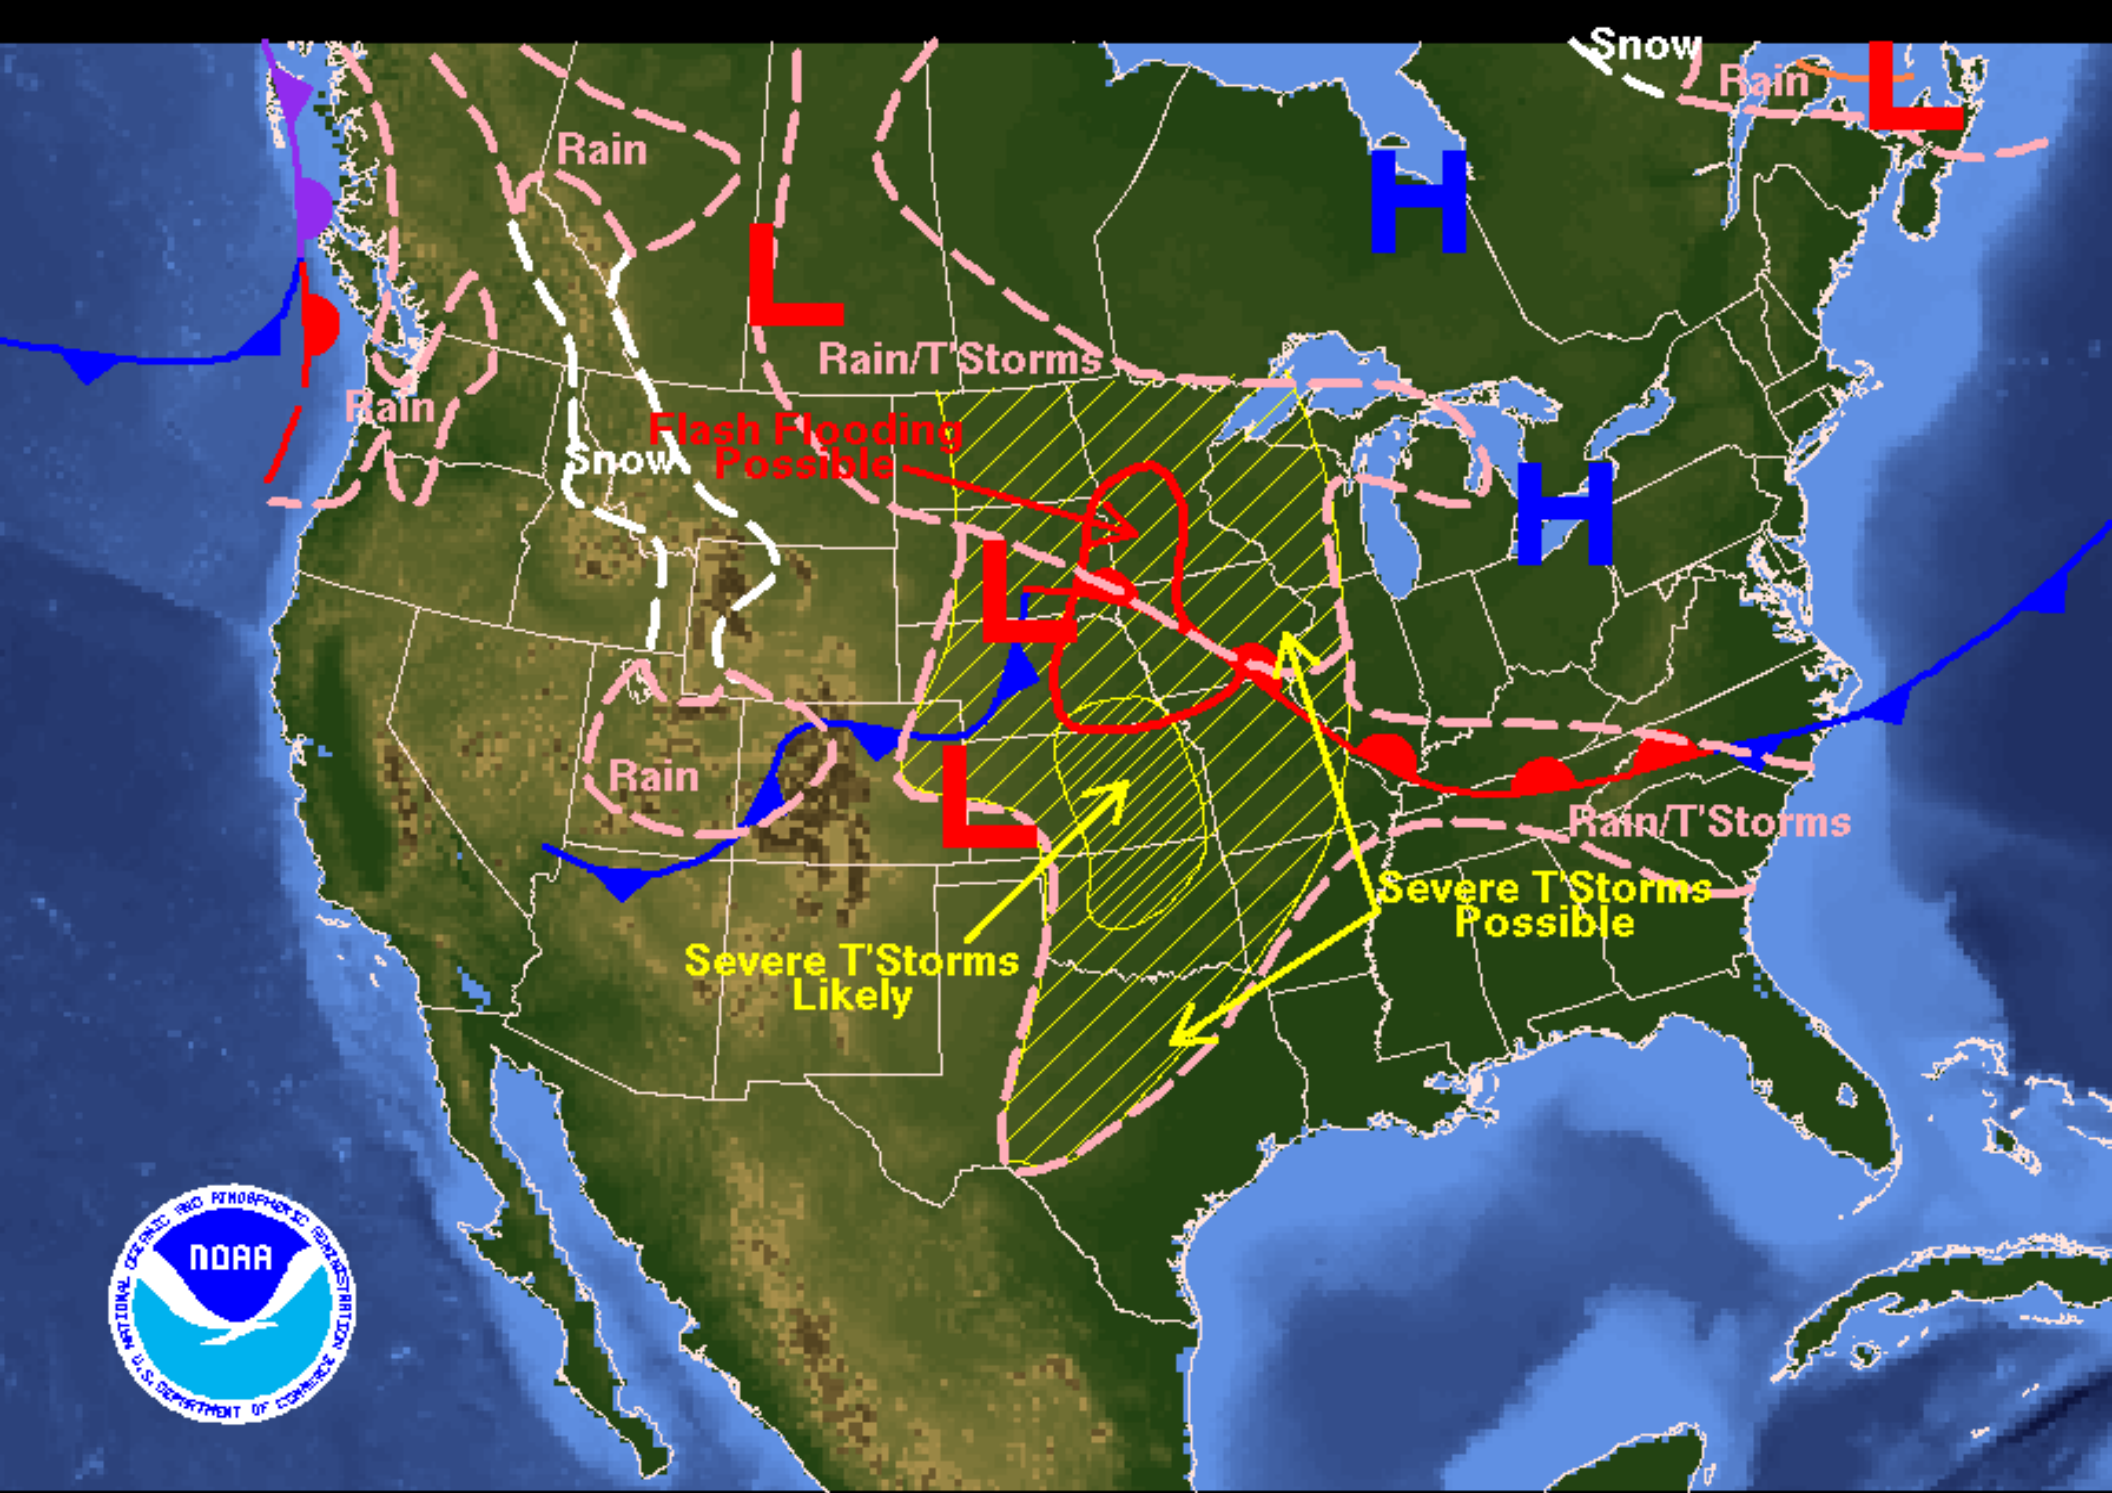 Snow
Rain
L
Rain
H
L
Rain/T'Storms
Rain
Flash Flooding
Possible
Snow
H
L
Rain
L
Rain/T'Storms
Severe T'Storms
Possible
Severe T'Storms
Likely
NATIONAL OCEANIC AND ATMOSPHERIC ADMINISTRATION
NOAA
U.S. DEPARTMENT OF COMMERCE